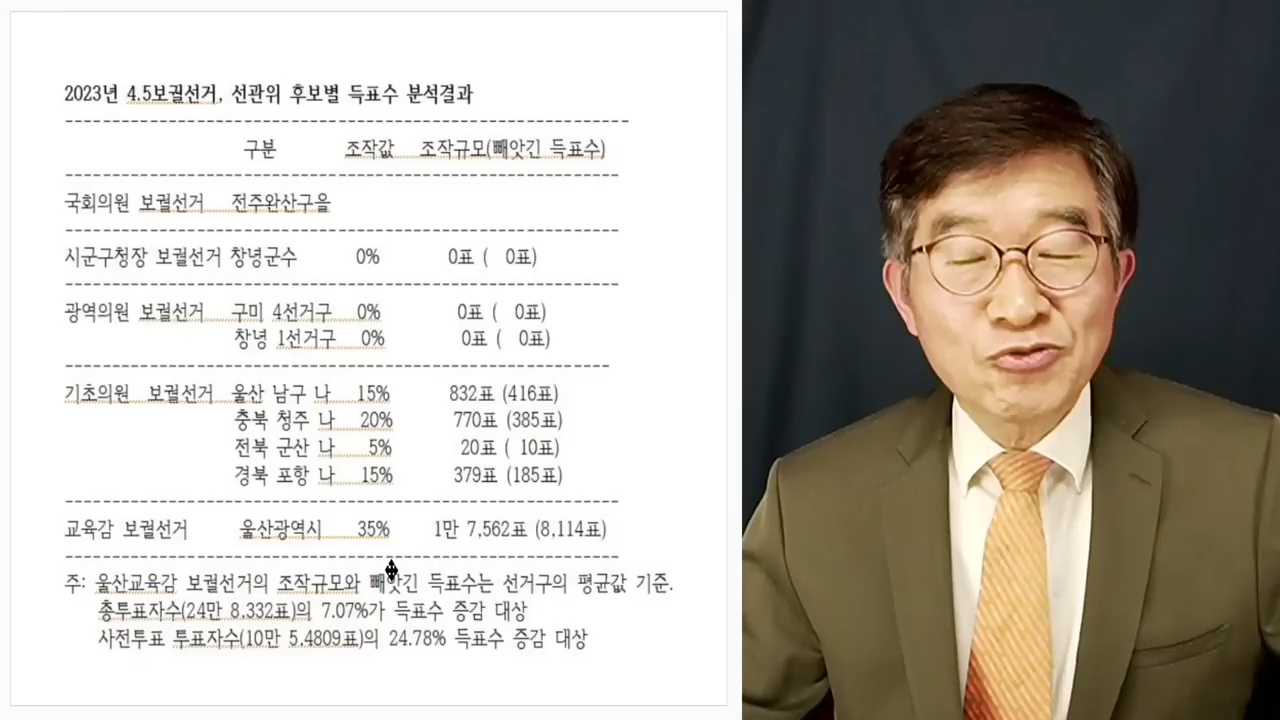 2023년 4.5보궐선거, 선관위 후보별 득표수 분석결과
구분 조작값 조작규모(빼앗긴 득표수)
국회의원 보궐선거 전주완산구을
시군구청장 보궐선거 창녕군수 0% 0표 ( 0표)
광역의원 보궐선거 구미 4선거구 0% 0표 ( 0표)
창녕 1선거구 0% 0표 ( 0표)
기초의원 보궐선거 울산 남구 나 15% 832표 (416표)
충북 청주 나 20% 770표 (385표)
전북 군산 나 5% 20표 ( 10표)
경북 포항 나 15% 379표 (185표)
교육감 보궐선거 울산광역시 35% 1만 7,562표 (8,114표)
주: 울산교육감 보궐선거의 조작규모와 빼앗긴 득표수는 선거구의 평균값 기준.
총투표자수(24만 8,332표)의 7.07%가 득표수 증감 대상
사전투표 투표자수(10만 5.4809표)의 24.78% 득표수 증감 대상